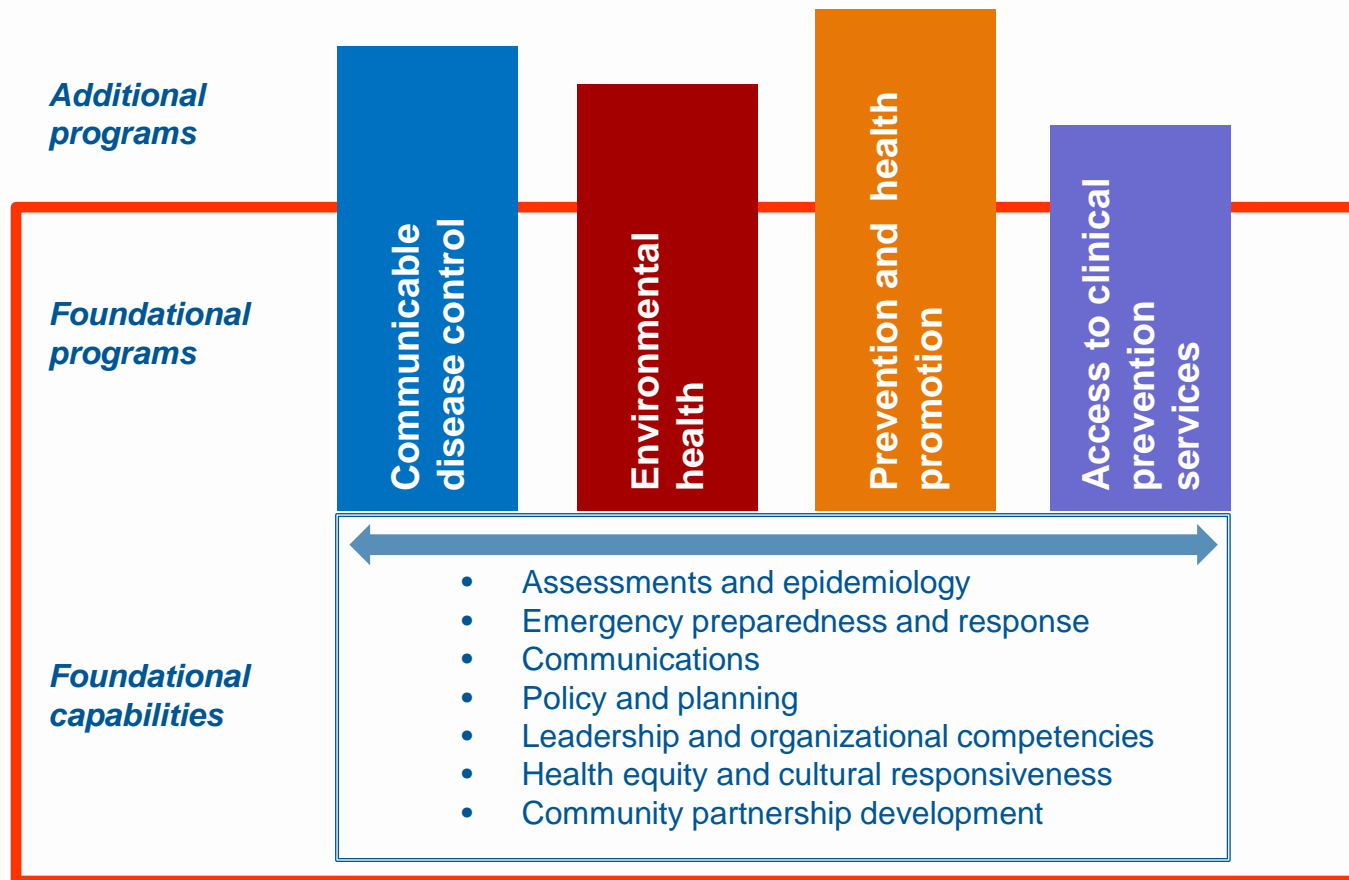 Additional
programs
Foundational
programs
Communicable
disease control
Environmental
health
Prevention and  health
promotion
Access to clinical
prevention
services
Foundational
capabilities
• Assessments and epidemiology
• Emergency preparedness and response
• Communications
• Policy and planning
• Leadership and organizational competencies
• Health equity and cultural responsiveness
• Community partnership development